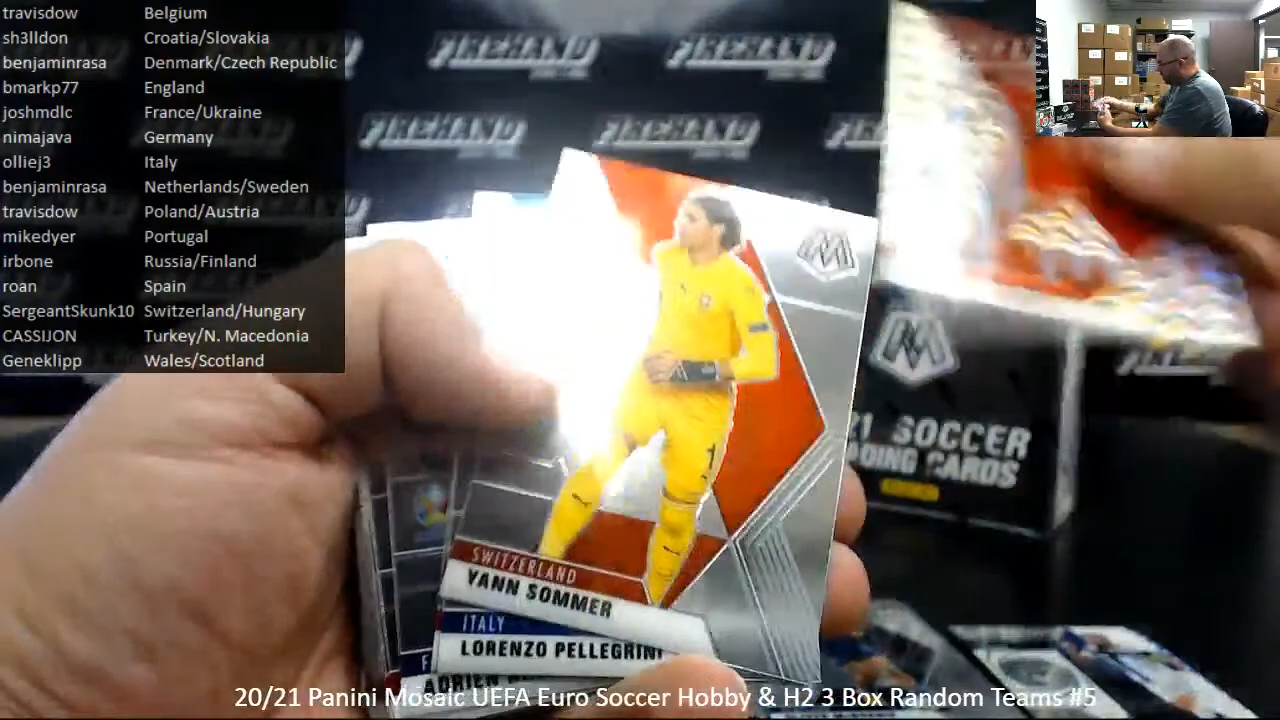 travisdow Belgium
sh3lldon Croatia/Slovakia
benjaminrasa Denmark/Czech Republic
bmarkp77 England
joshmdlc France/Ukraine
nimajava Germany
olliej3 Italy
benjaminrasa Netherlands/Sweden
travisdow Poland/Austria
mikedyer Portugal
irbone Russia/Finland
roan Spain
SergeantSkunk10 Switzerland/Hungary
CASSIJON Turkey/N. Macedonia
Geneklipp Wales/Scotland
FIREHAND FIREHAND
FIREHAND FIREHAND
21 SOCCER
CARDS
1
SWITZERLAND
YANN SOMMER
ITALY
LORENZO PELLEGRINI
ADRIEN
20/21 Panini Mosaic UEFA Euro Soccer Hobby & H2 3 Box Random Teams #5